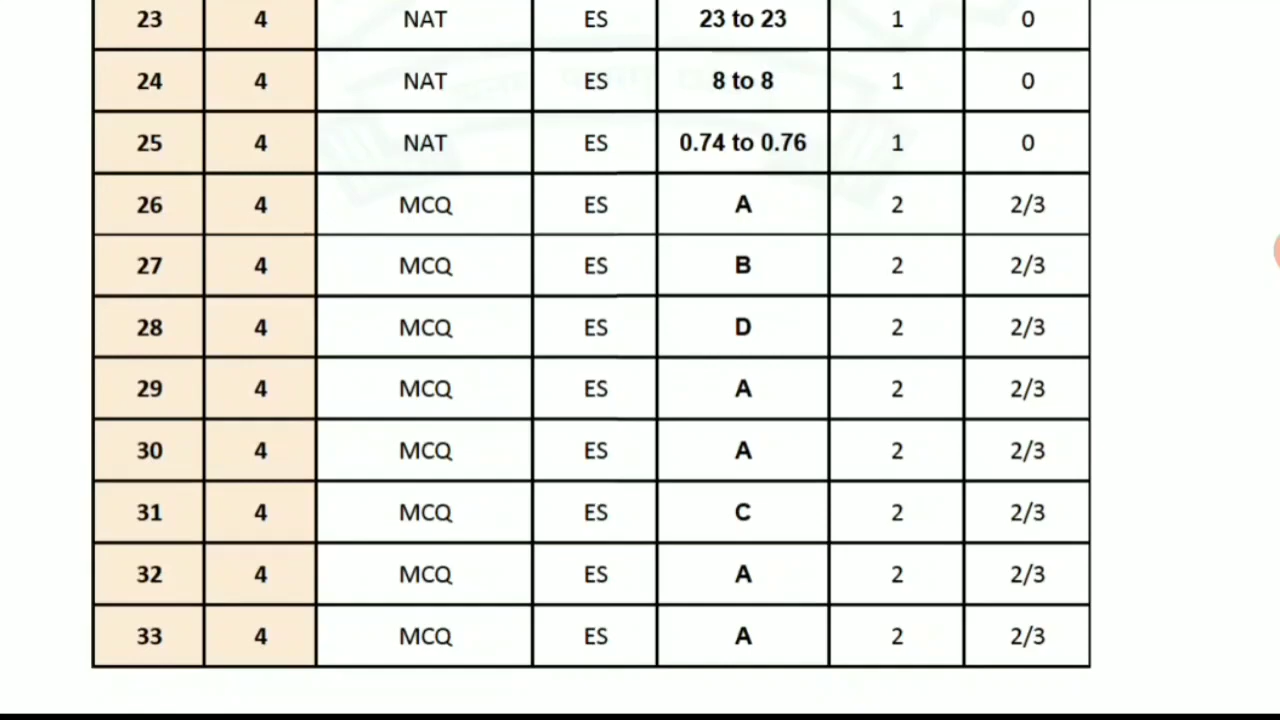 23 4 NAT ES 23 to 23 1 0
24 4 NAT ES 8 to 8 1 0
25 4 NAT ES 0.74 to 0.76 1 0
26 4 MCQ ES A 2 2/3
27 4 MCQ ES B 2 2/3
28 4 MCQ ES D 2 2/3
29 4 MCQ ES A 2 2/3
30 4 MCQ ES A 2 2/3
31 4 MCQ ES C 2 2/3
32 4 MCQ ES A 2 2/3
33 4 MCQ ES A 2 2/3